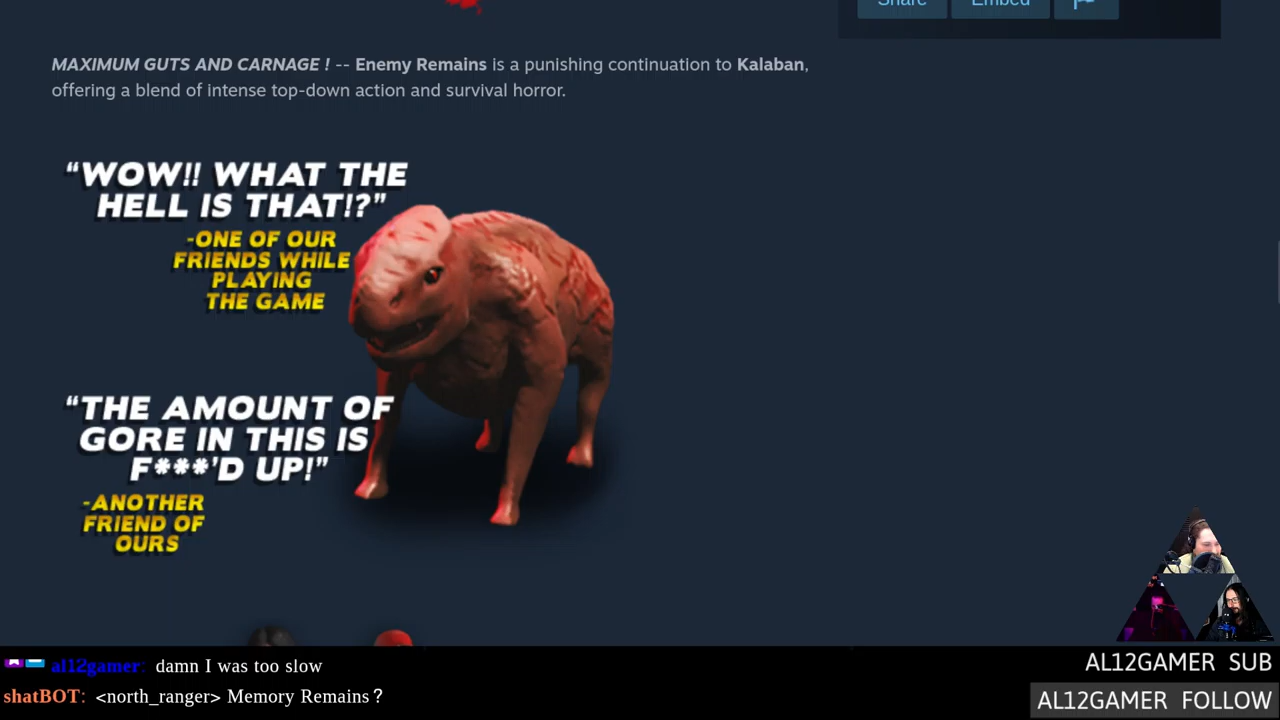 Share Embed
MAXIMUM GUTS AND CARNAGE ! -- Enemy Remains is a punishing continuation to Kalaban,
offering a blend of intense top-down action and survival horror.
“WOW!! WHAT THE
HELL IS THAT!?”
-ONE OF OUR
FRIENDS WHILE
PLAYING
THE GAME
“THE AMOUNT OF
GORE IN THIS IS
F***'D UP!”
-ANOTHER
FRIEND OF
OURS
al12gamer: damn I was too slow
shatBOT: <north_ranger> Memory Remains?
AL12GAMER SUB
AL12GAMER FOLLOW